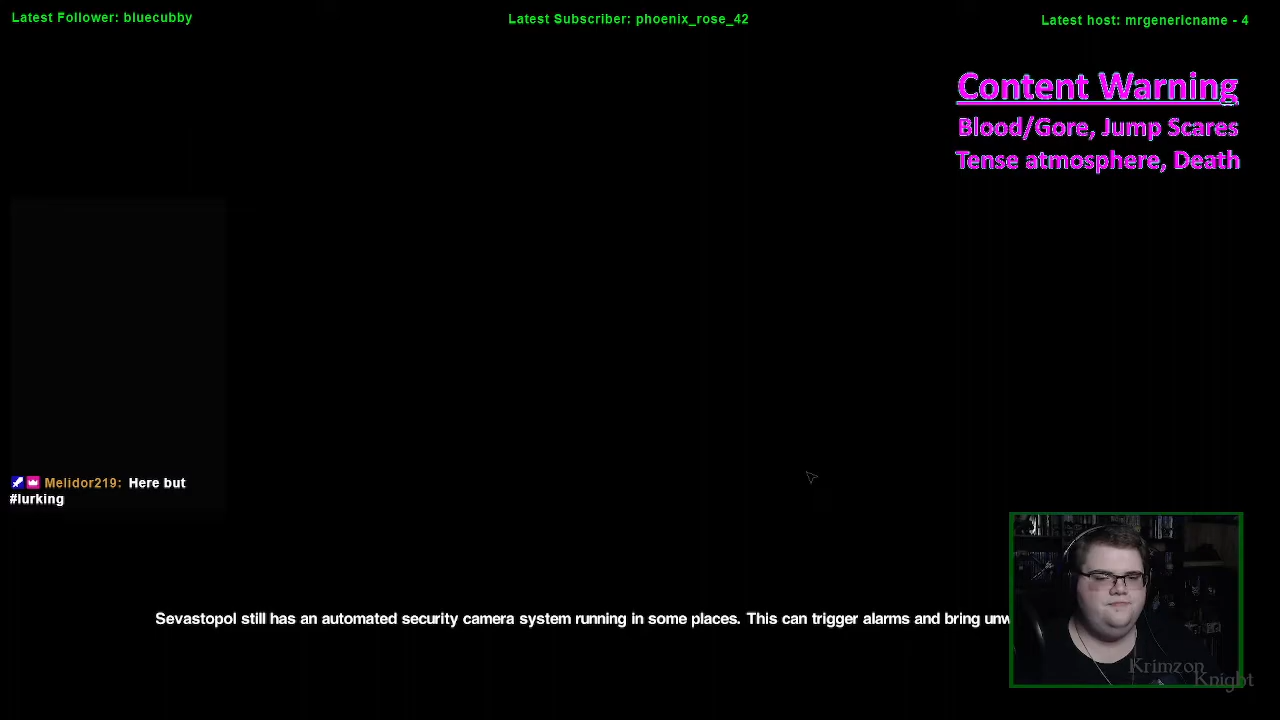 Latest Follower: bluecubby
Latest Subscriber: phoenix_rose_42
Latest host: mrgenericname - 4
Content Warning
Blood/Gore, Jump Scares
Tense atmosphere, Death
Melidor219: Here but
#lurking
Sevastopol still has an automated security camera system running in some places. This can trigger alarms and bring
Krimzon
Knight